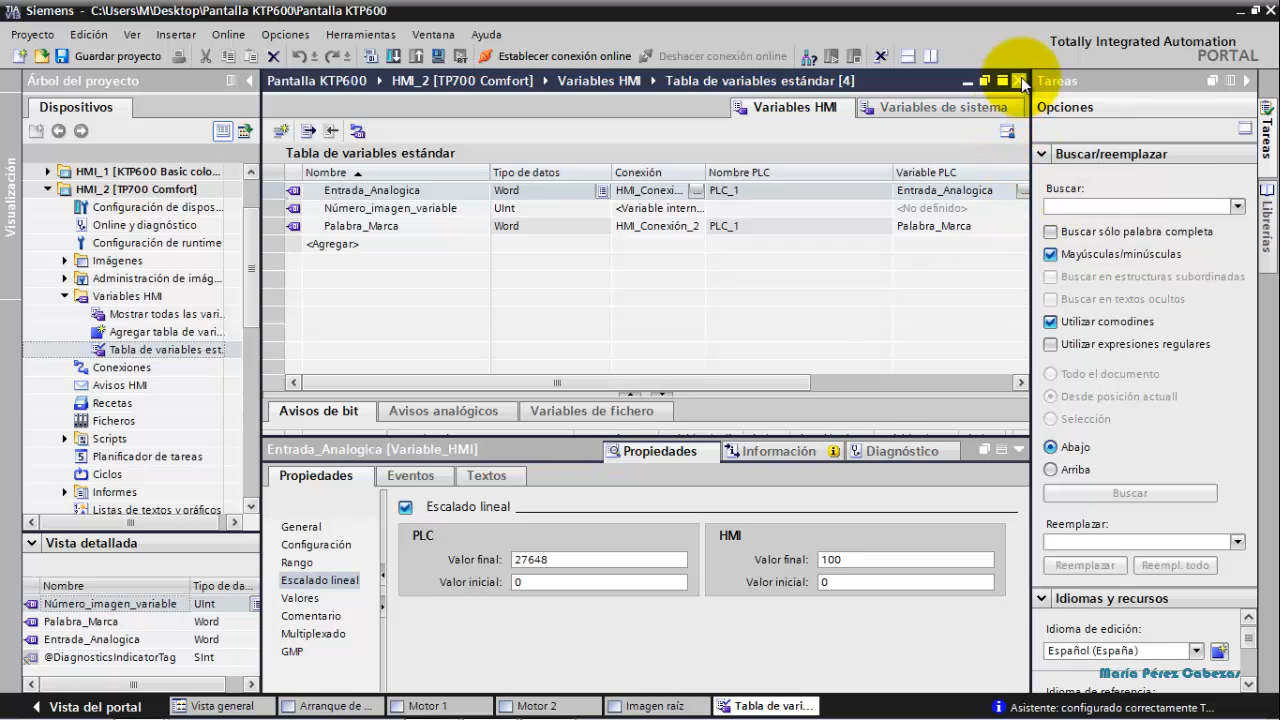 Siemens - C:\Users\M\Desktop\Pantalla KTP600\Pantalla KTP600
Proyecto Edición Ver Insertar Online Opciones Herramientas Ventana Ayuda
Totally Integrated Automation
PORTAL
Guardar proyecto
Establecer conexión online
Deshacer conexión online
Árbol del proyecto
Pantalla KTP600 HMI_2 [TP700 Comfort] Variables HMI Tabla de variables estándar [4]
Tareas
Dispositivos
Variables HMI
Variables de sistema
Opciones
Visualización
HMI_1 [KTP600 Basic colo...
HMI_2 [TP700 Comfort]
Configuración de dispos...
Online y diagnóstico
Configuración de runtime
Imágenes
Administración de imág...
Variables HMI
Mostrar todas las vari...
Agregar tabla de vari...
Tabla de variables est...
Conexiones
Avisos HMI
Recetas
Ficheros
Scripts
Planificador de tareas
Ciclos
Informes
Listas de textos y gráficos
Vista detallada
Nombre Tipo de da...
Número_imagen_variable UInt
Palabra_Marca Word
Entrada_Analogica Word
@DiagnosticsIndicatorTag SInt
Tabla de variables estándar
Nombre Tipo de datos Conexión Nombre PLC Variable PLC
Entrada_Analogica Word HMI_Conexi... PLC_1 Entrada_Analogica
Número_imagen_variable UInt <Variable intern... <No definido>
Palabra_Marca Word HMI_Conexión_2 PLC_1 Palabra_Marca
<Agregar>
Avisos de bit Avisos analógicos Variables de fichero
Entrada_Analogica [Variable_HMI]
Propiedades Información Diagnóstico
Propiedades Eventos Textos
General
Configuración
Rango
Escalado lineal
Valores
Comentario
Multiplexado
GMP
Escalado lineal
PLC
Valor final: 27648
Valor inicial: 0
HMI
Valor final: 100
Valor inicial: 0
Buscar/reemplazar
Buscar:
Buscar sólo palabra completa
Mayúsculas/minúsculas
Buscar en estructuras subordinadas
Buscar en textos ocultos
Utilizar comodines
Utilizar expresiones regulares
Todo el documento
Desde posición actuall
Selección
Abajo
Arriba
Buscar
Reemplazar:
Reemplazar Reempl. todo
Idiomas y recursos
Idioma de edición:
Español (España)
María Pérez Cabezas
Idioma de referencia:
Tareas
Librerías
Vista del portal Vista general Arranque de ... Motor 1 Motor 2 Imagen raíz Tabla de vari... Asistente: configurado correctamente T...